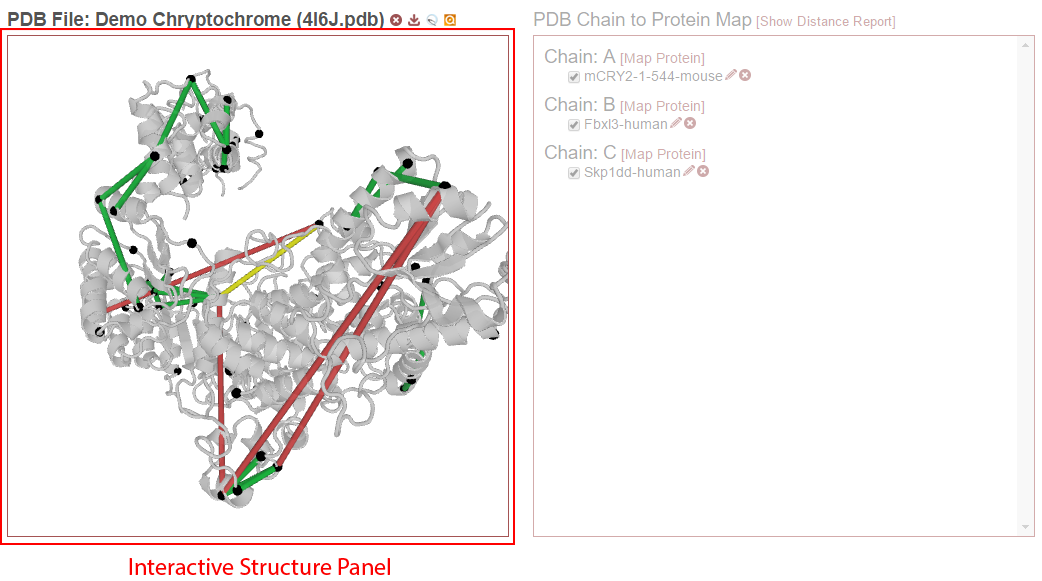 PDB File: Demo Chryptochrome (4I6J.pdb)
PDB Chain to Protein Map [Show Distance Report]
Chain: A [Map Protein]
mCRY2-1-544-mouse
Chain: B [Map Protein]
Fbxl3-human
Chain: C [Map Protein]
Skp1dd-human
Interactive Structure Panel